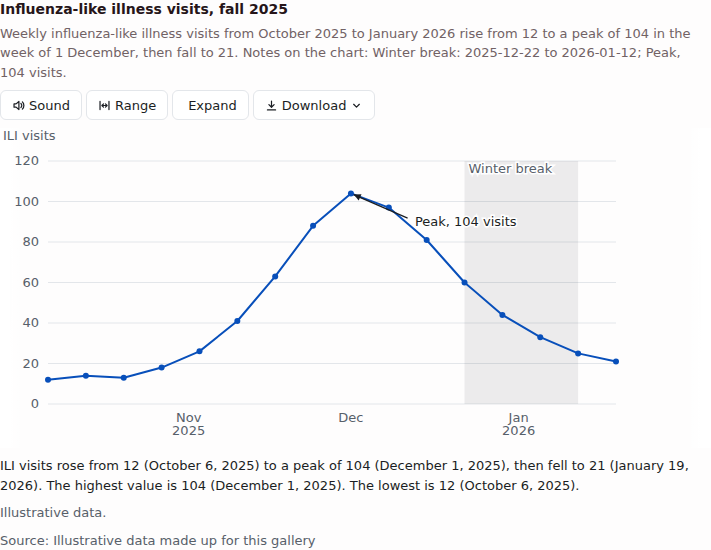 Influenza-like illness visits, fall 2025
Weekly influenza-like illness visits from October 2025 to January 2026 rise from 12 to a peak of 104 in the
week of 1 December, then fall to 21. Notes on the chart: Winter break: 2025-12-22 to 2026-01-12; Peak,
104 visits.
Sound
Range
Expand
Download
ILI visits
120
Winter break
100
Peak, 104 visits
80
60
40
20
0
Nov
2025
Dec
Jan
2026
ILI visits rose from 12 (October 6, 2025) to a peak of 104 (December 1, 2025), then fell to 21 (January 19,
2026). The highest value is 104 (December 1, 2025). The lowest is 12 (October 6, 2025).
Illustrative data.
Source: Illustrative data made up for this gallery